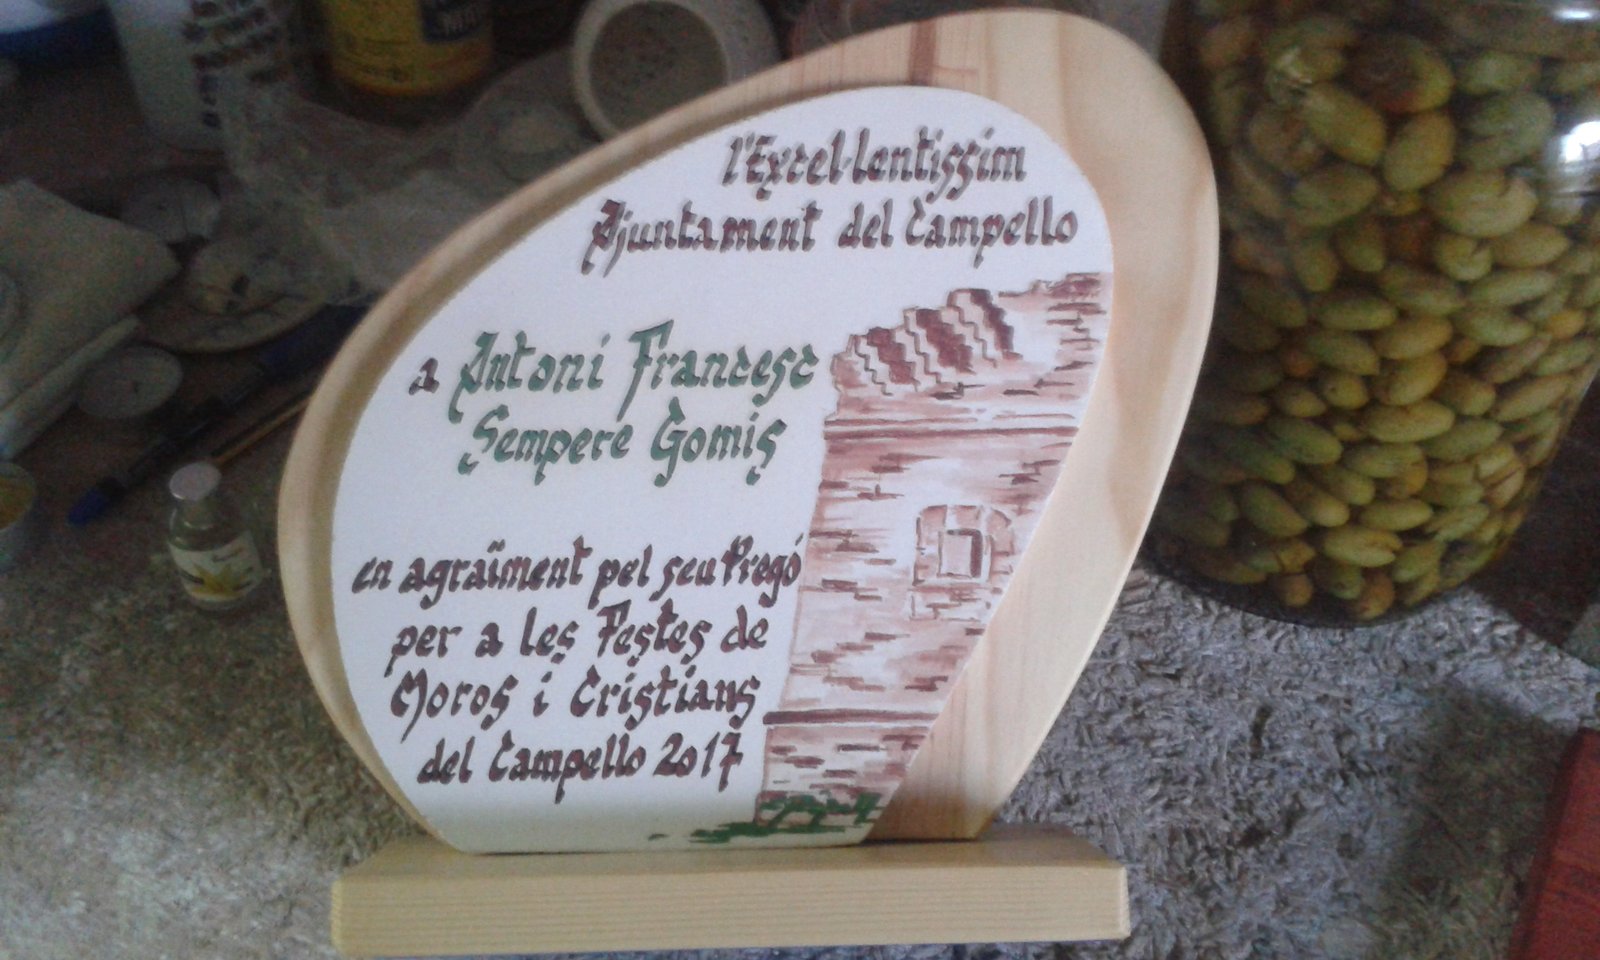 l'Excel·lentissim
Ajuntament del Campello
a Antoni Francesc
Sempere Gomis
en agraïment pel seu Pregó
per a les Festes de
Moros i Cristians
del Campello 2017